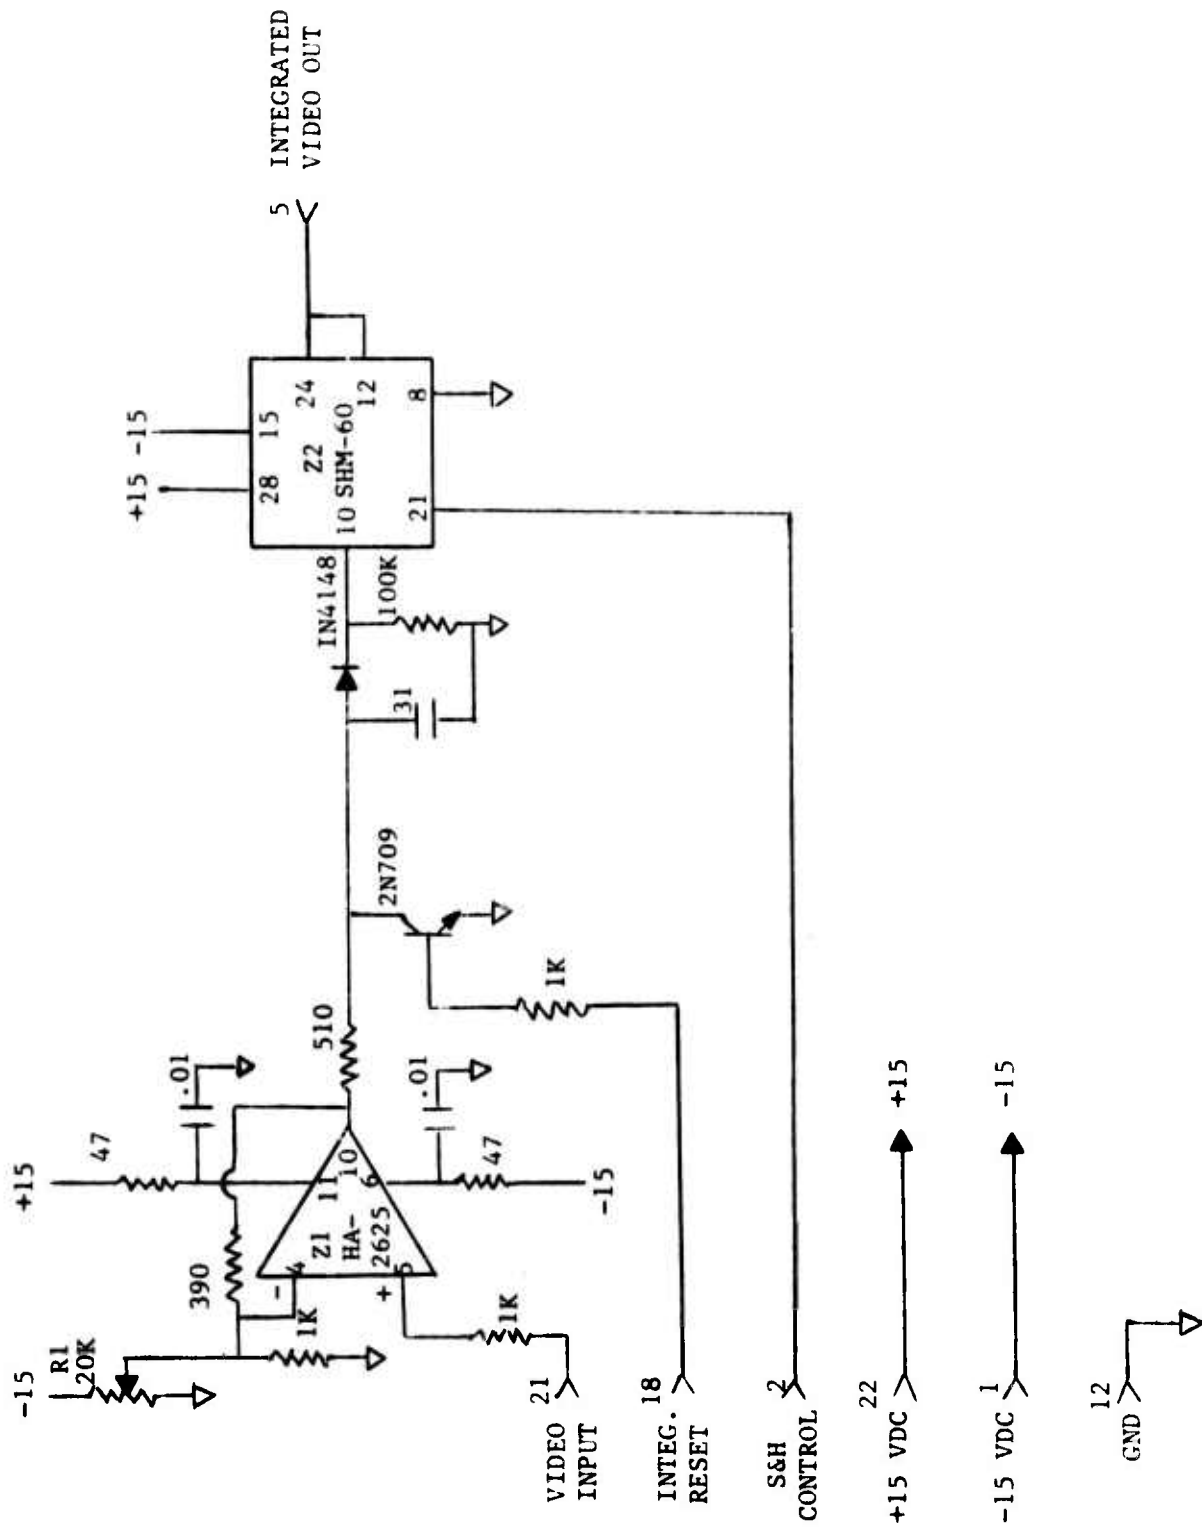 -15
R1
20K
390
+15
47
.01
1K
-
4
Z1
HA-
2625
11
10
+
5
6
510
1K
47
.01
-15
2N709
1K
31
IN4148
100K
+15
-15
28
15
Z2
10 SHM-60
24
12
21
8
5
INTEGRATED
VIDEO OUT
VIDEO
INPUT
21
INTEG.
RESET
18
S&H
CONTROL
2
+15 VDC
22
+15
-15 VDC
1
-15
GND
12